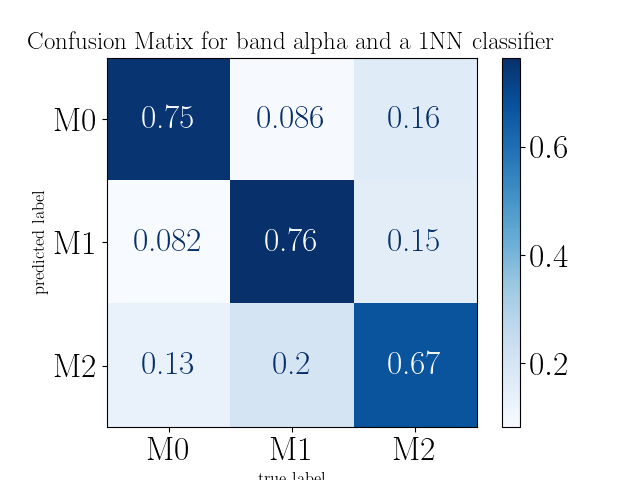 Confusion Matix for band alpha and a 1NN classifier
M0 0.75 0.086 0.16
0.6
predicted label
M1 0.082 0.76 0.15
0.4
M2 0.13 0.2 0.67
0.2
M0 M1 M2
true label